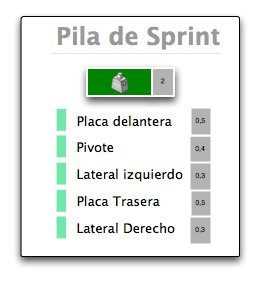 Pila de Sprint
2
Placa delantera 0,5
Pivote 0,4
Lateral izquierdo 0,3
Placa Trasera 0,5
Lateral Derecho 0,3